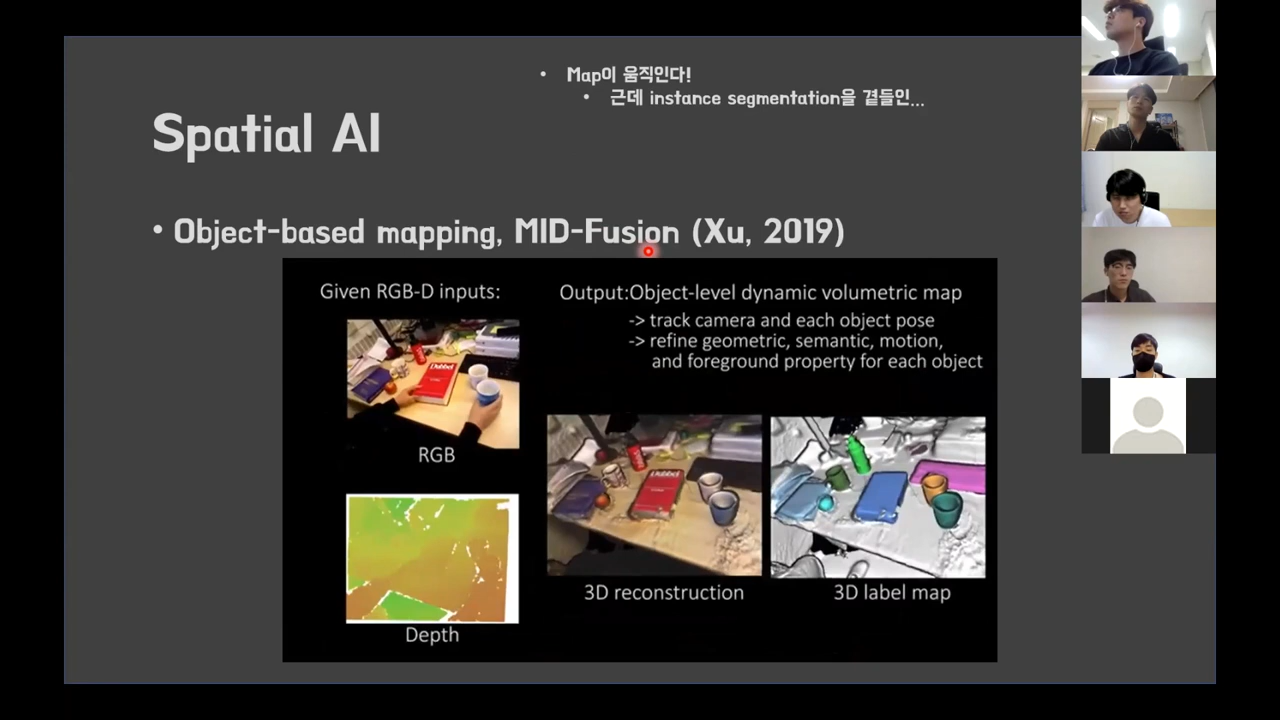 • Map이 움직인다!
• 근데 instance segmentation을 곁들인...
Spatial AI
• Object-based mapping, MID-Fusion (Xu, 2019)
Given RGB-D inputs:
RGB
Depth
Output:Object-level dynamic volumetric map
-> track camera and each object pose
-> refine geometric, semantic, motion,
and foreground property for each object
Dubbel
Dubbel
3D reconstruction
3D label map